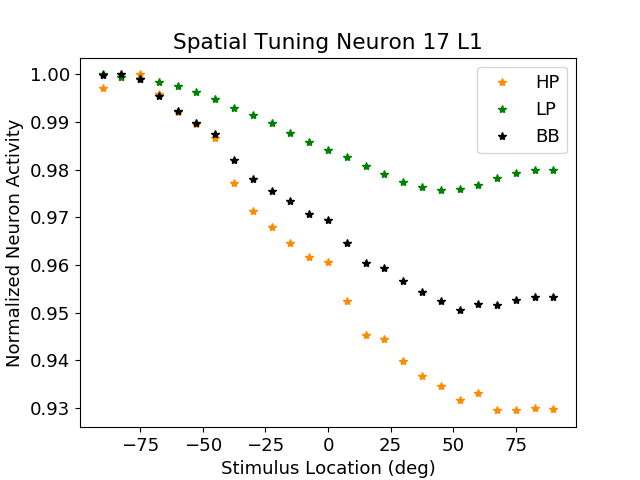 Spatial Tuning Neuron 17 L1
HP
LP
BB
1.00
0.99
0.98
0.97
0.96
0.95
0.94
0.93
Normalized Neuron Activity
−75
−50
−25
0
25
50
75
Stimulus Location (deg)